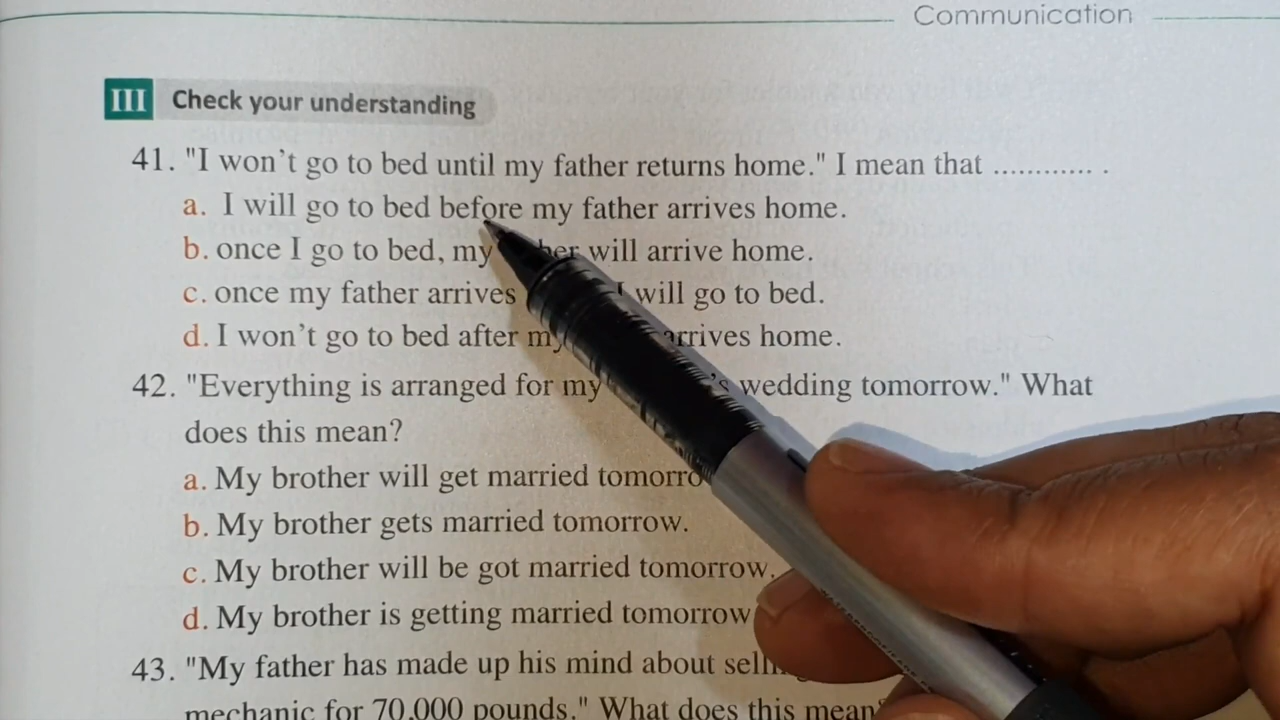 Communication
III Check your understanding
41. "I won't go to bed until my father returns home." I mean that ............ .
a. I will go to bed before my father arrives home.
b. once I go to bed, my will arrive home.
c. once my father arrives I will go to bed.
d. I won't go to bed after my arrives home.
42. "Everything is arranged for my wedding tomorrow." What
does this mean?
a. My brother will get married
b. My brother gets married tomorrow.
c. My brother will be got married tomorrow.
d. My brother is getting married tomorrow
43. "My father has made up his mind about
mechanic for 70,000 pounds." What does this mean